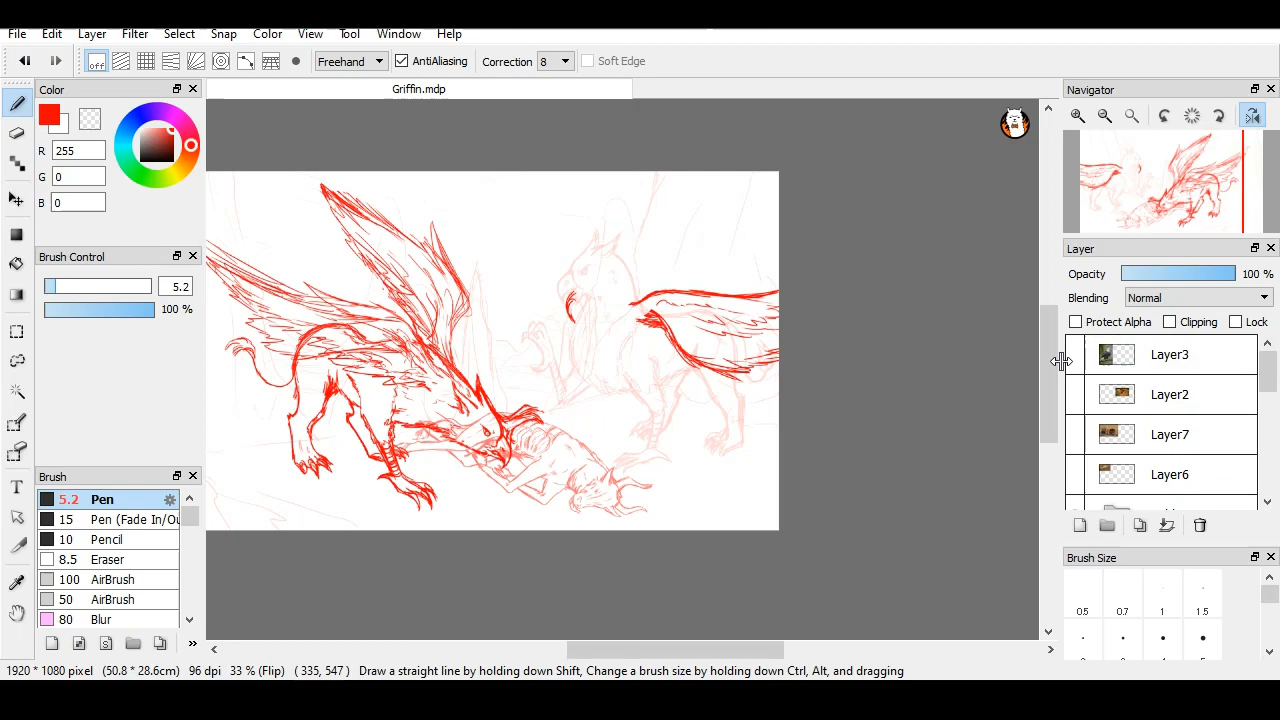 File Edit Layer Filter Select Snap Color View Tool Window Help
off Freehand AntiAliasing Correction 8 Soft Edge
Color
Griffin.mdp
Navigator
R 255
G 0
B 0
Brush Control
5.2
100 %
Brush
5.2 Pen
15 Pen (Fade In/Ou
10 Pencil
8.5 Eraser
100 AirBrush
50 AirBrush
80 Blur
Layer
Opacity 100 %
Blending Normal
Protect Alpha Clipping Lock
Layer3
Layer2
Layer7
Layer6
Brush Size
0.5 0.7 1 1.5
1920 * 1080 pixel (50.8 * 28.6cm) 96 dpi 33 % (Flip) ( 335, 547 ) Draw a straight line by holding down Shift, Change a brush size by holding down Ctrl, Alt, and dragging